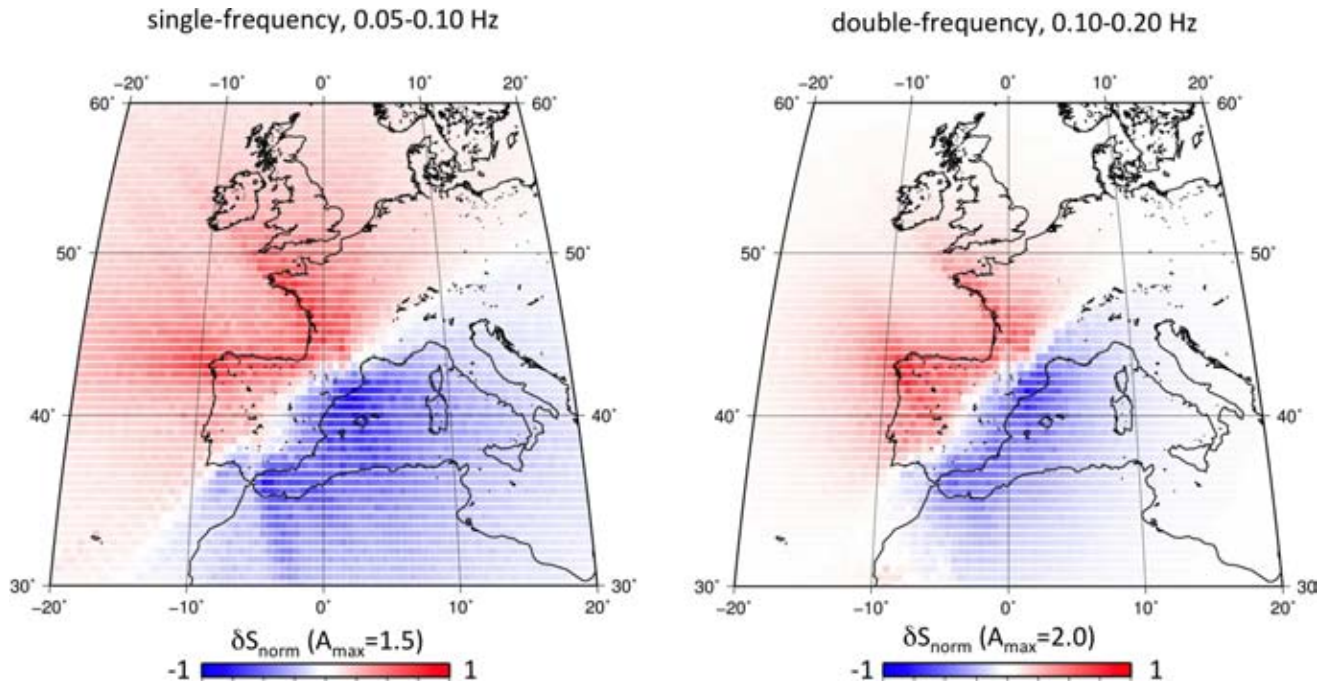 single-frequency, 0.05-0.10 Hz
double-frequency, 0.10-0.20 Hz
-20˚ -10˚ 0˚ 10˚ 20˚
-20˚ -10˚ 0˚ 10˚ 20˚
60˚ 60˚
60˚ 60˚
50˚ 50˚
50˚ 50˚
40˚ 40˚
40˚ 40˚
30˚ 30˚
30˚ 30˚
-20˚ -10˚ 0˚ 10˚ 20˚
-20˚ -10˚ 0˚ 10˚ 20˚
δSnorm (Amax=1.5)
δSnorm (Amax=2.0)
-1 1
-1 1